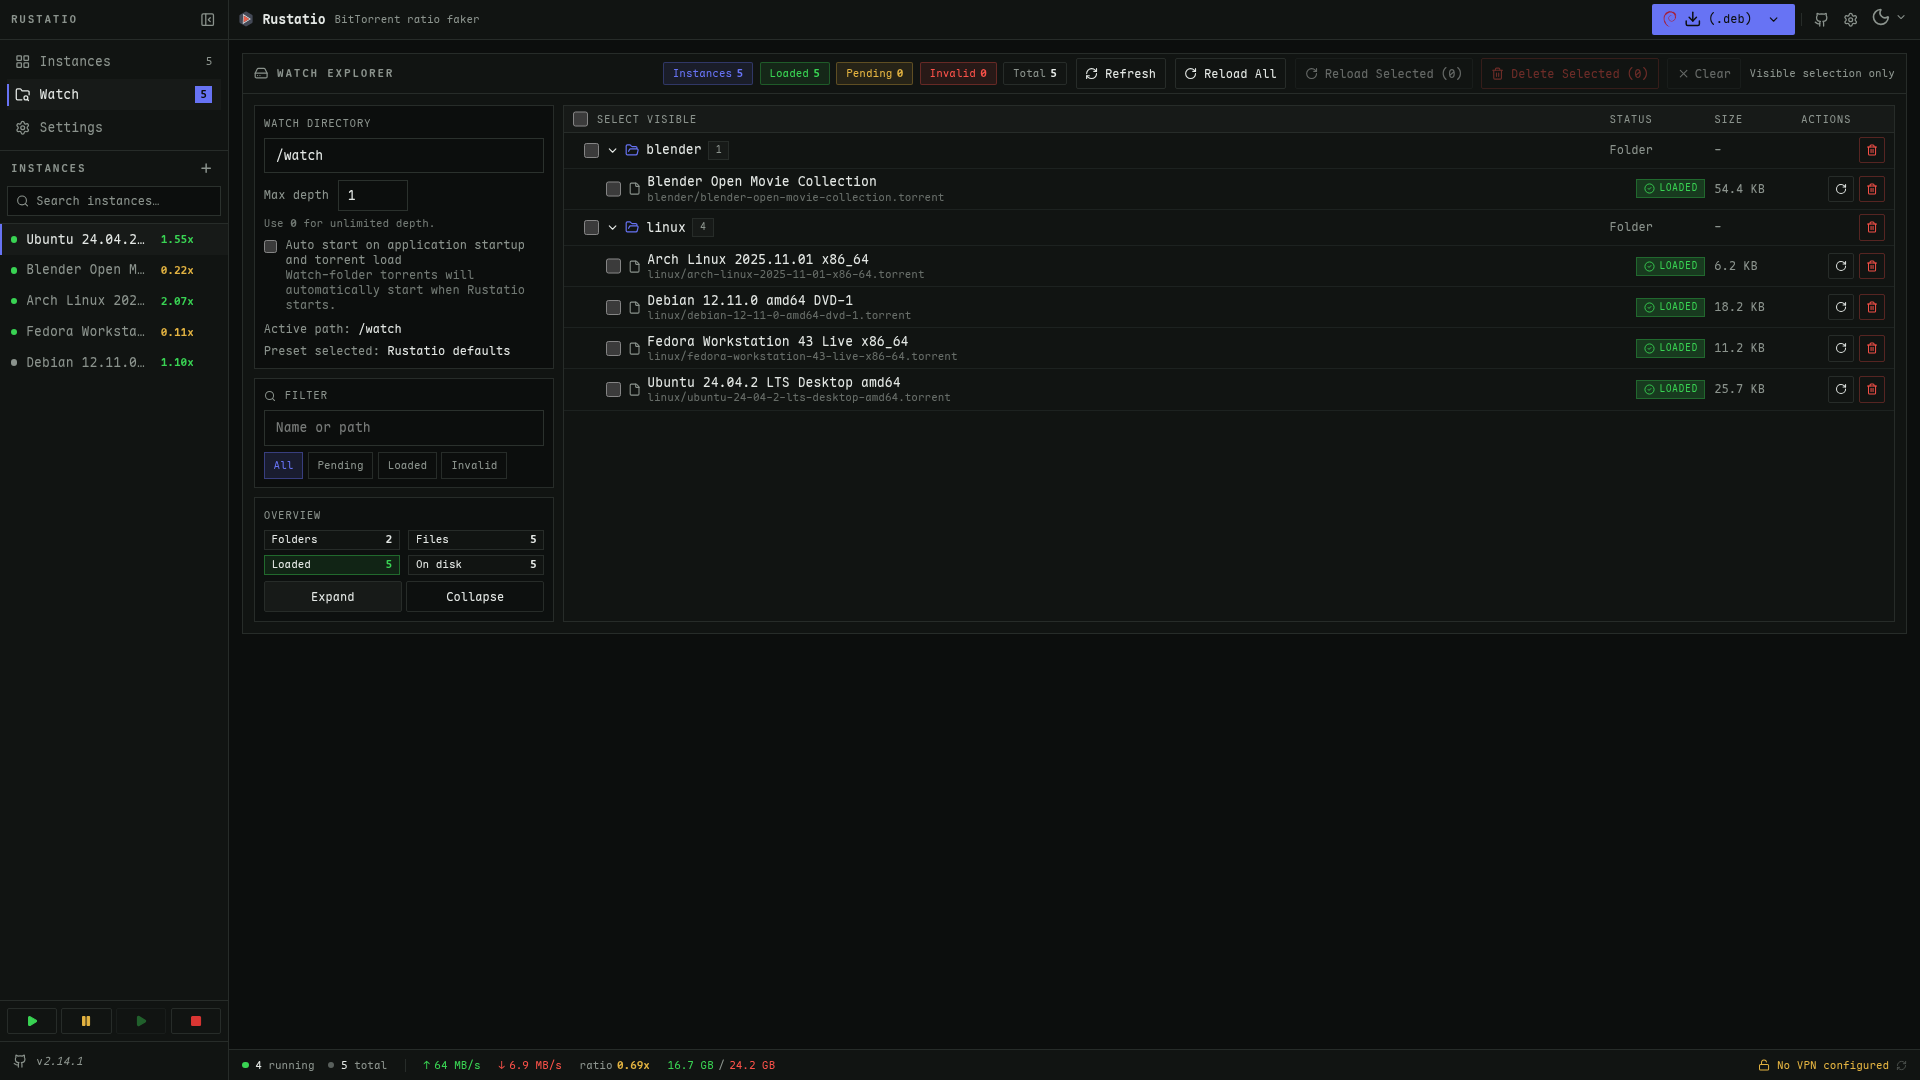 RUSTATIO
Rustatio BitTorrent ratio faker
(.deb)
Instances 5
Watch 5
Settings
INSTANCES
Search instances…
Ubuntu 24.04.2… 1.55x
Blender Open M… 0.22x
Arch Linux 202… 2.07x
Fedora Worksta… 0.11x
Debian 12.11.0… 1.10x
v2.14.1
WATCH EXPLORER
Instances 5 Loaded 5 Pending 0 Invalid 0 Total 5 Refresh Reload All Reload Selected (0) Delete Selected (0) Clear Visible selection only
WATCH DIRECTORY
/watch
Max depth 1
Use 0 for unlimited depth.
Auto start on application startup
and torrent load
Watch-folder torrents will
automatically start when Rustatio
starts.
Active path: /watch
Preset selected: Rustatio defaults
FILTER
Name or path
All Pending Loaded Invalid
OVERVIEW
Folders 2 Files 5
Loaded 5 On disk 5
Expand Collapse
SELECT VISIBLE STATUS SIZE ACTIONS
blender 1 Folder –
Blender Open Movie Collection LOADED 54.4 KB
blender/blender-open-movie-collection.torrent
linux 4 Folder –
Arch Linux 2025.11.01 x86_64 LOADED 6.2 KB
linux/arch-linux-2025-11-01-x86-64.torrent
Debian 12.11.0 amd64 DVD-1 LOADED 18.2 KB
linux/debian-12-11-0-amd64-dvd-1.torrent
Fedora Workstation 43 Live x86_64 LOADED 11.2 KB
linux/fedora-workstation-43-live-x86-64.torrent
Ubuntu 24.04.2 LTS Desktop amd64 LOADED 25.7 KB
linux/ubuntu-24-04-2-lts-desktop-amd64.torrent
4 running 5 total ↑ 64 MB/s ↓ 6.9 MB/s ratio 0.69x 16.7 GB / 24.2 GB No VPN configured